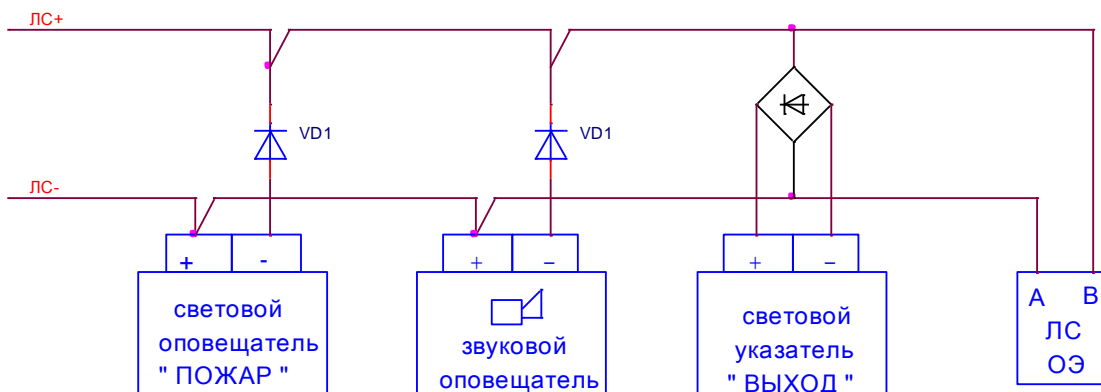 ЛС+
VD1
VD1
ЛС-
+ -
+ −
+ −
световой
оповещатель
" ПОЖАР "
звуковой
оповещатель
световой
указатель
" ВЫХОД "
A B
ЛС
ОЭ